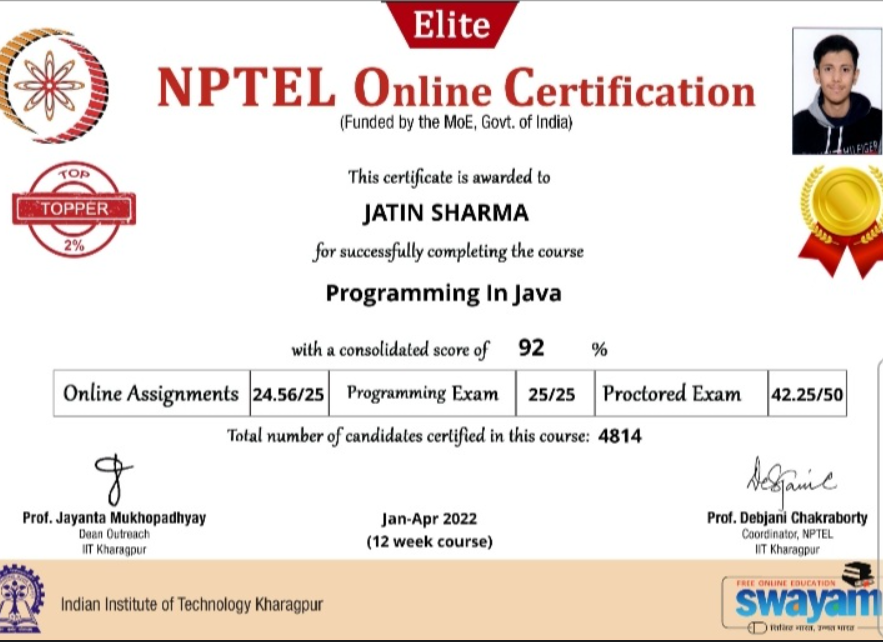 Elite
NPTEL Online Certification
(Funded by the MoE, Govt. of India)
TOP
TOPPER
2%
This certificate is awarded to
JATIN SHARMA
for successfully completing the course
Programming In Java
with a consolidated score of 92 %
Online Assignments 24.56/25 Programming Exam 25/25 Proctored Exam 42.25/50
Total number of candidates certified in this course: 4814
Prof. Jayanta Mukhopadhyay
Dean Outreach
IIT Kharagpur
Jan-Apr 2022
(12 week course)
Prof. Debjani Chakraborty
Coordinator, NPTEL
IIT Kharagpur
Indian Institute of Technology Kharagpur
FREE ONLINE EDUCATION
swayam
शिक्षित भारत, उन्नत भारत